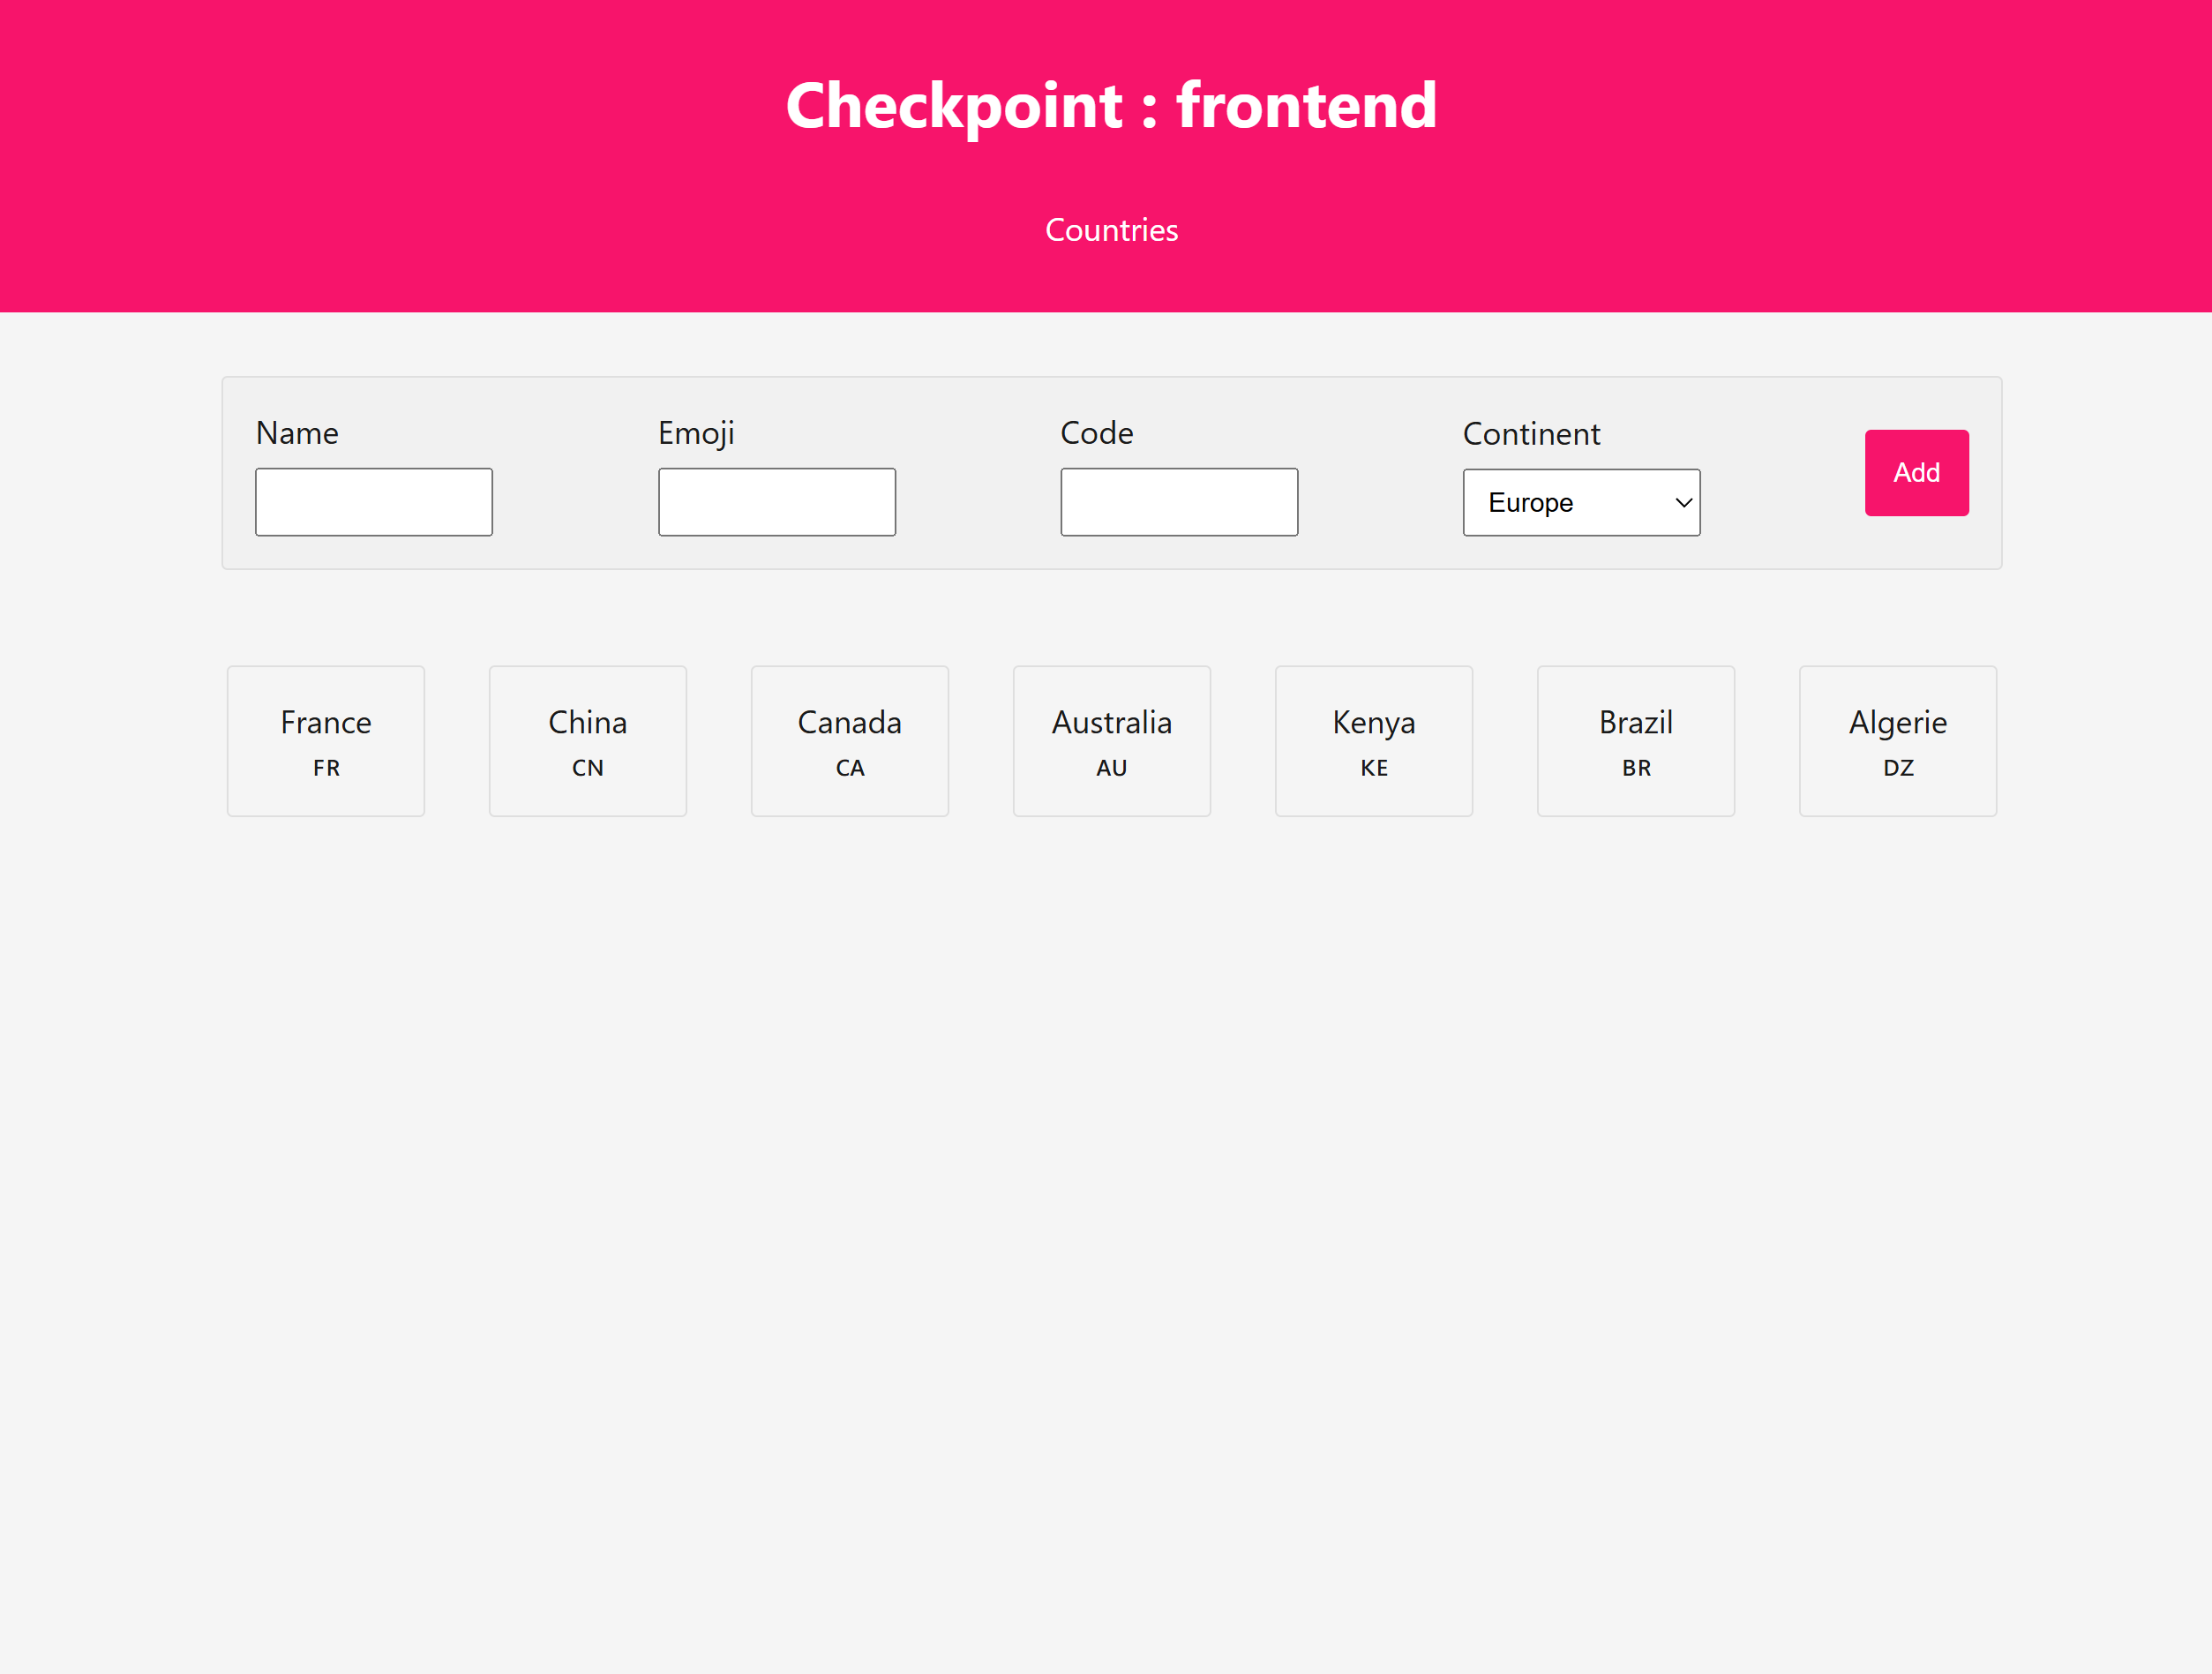 Checkpoint : frontend
Countries
Name Emoji Code Continent
Europe
Add
France China Canada Australia Kenya Brazil Algerie
FR CN CA AU KE BR DZ